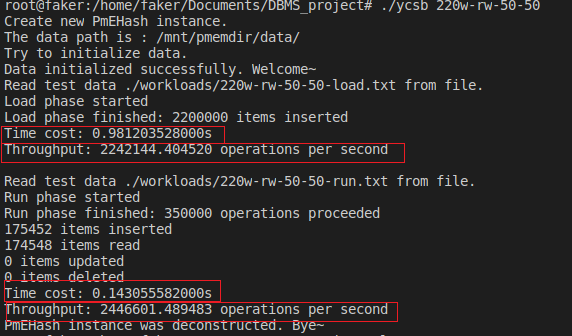 root@faker:/home/faker/Documents/DBMS_project# ./ycsb 220w-rw-50-50
Create new PmEHash instance.
The data path is : /mnt/pmemdir/data/
Try to initialize data.
Data initialized successfully. Welcome~
Read test data ./workloads/220w-rw-50-50-load.txt from file.
Load phase started
Load phase finished: 2200000 items inserted
Time cost: 0.981203528000s
Throughput: 2242144.404520 operations per second
Read test data ./workloads/220w-rw-50-50-run.txt from file.
Run phase started
Run phase finished: 350000 operations proceeded
175452 items inserted
174548 items read
0 items updated
0 items deleted
Time cost: 0.143055582000s
Throughput: 2446601.489483 operations per second
PmEHash instance was deconstructed. Bye~